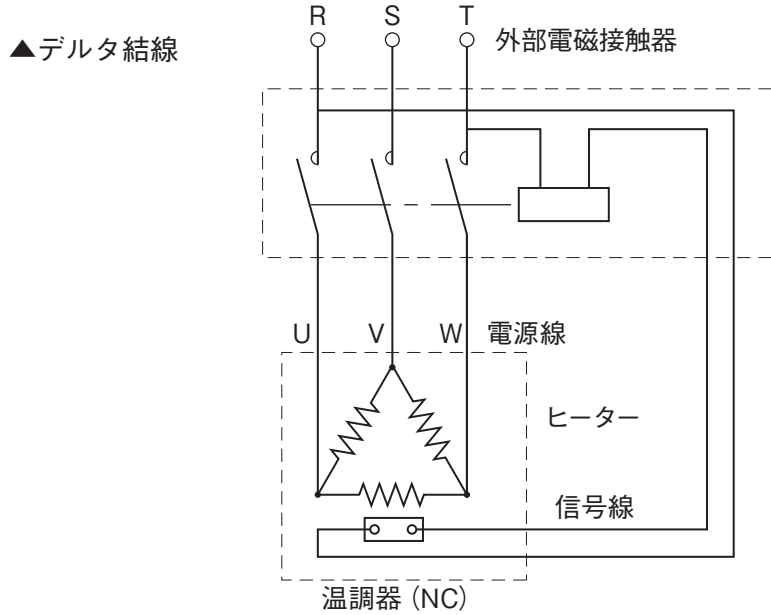 R S T
外部電磁接触器
▲デルタ結線
U V W 電源線
ヒーター
信号線
温調器 (NC)